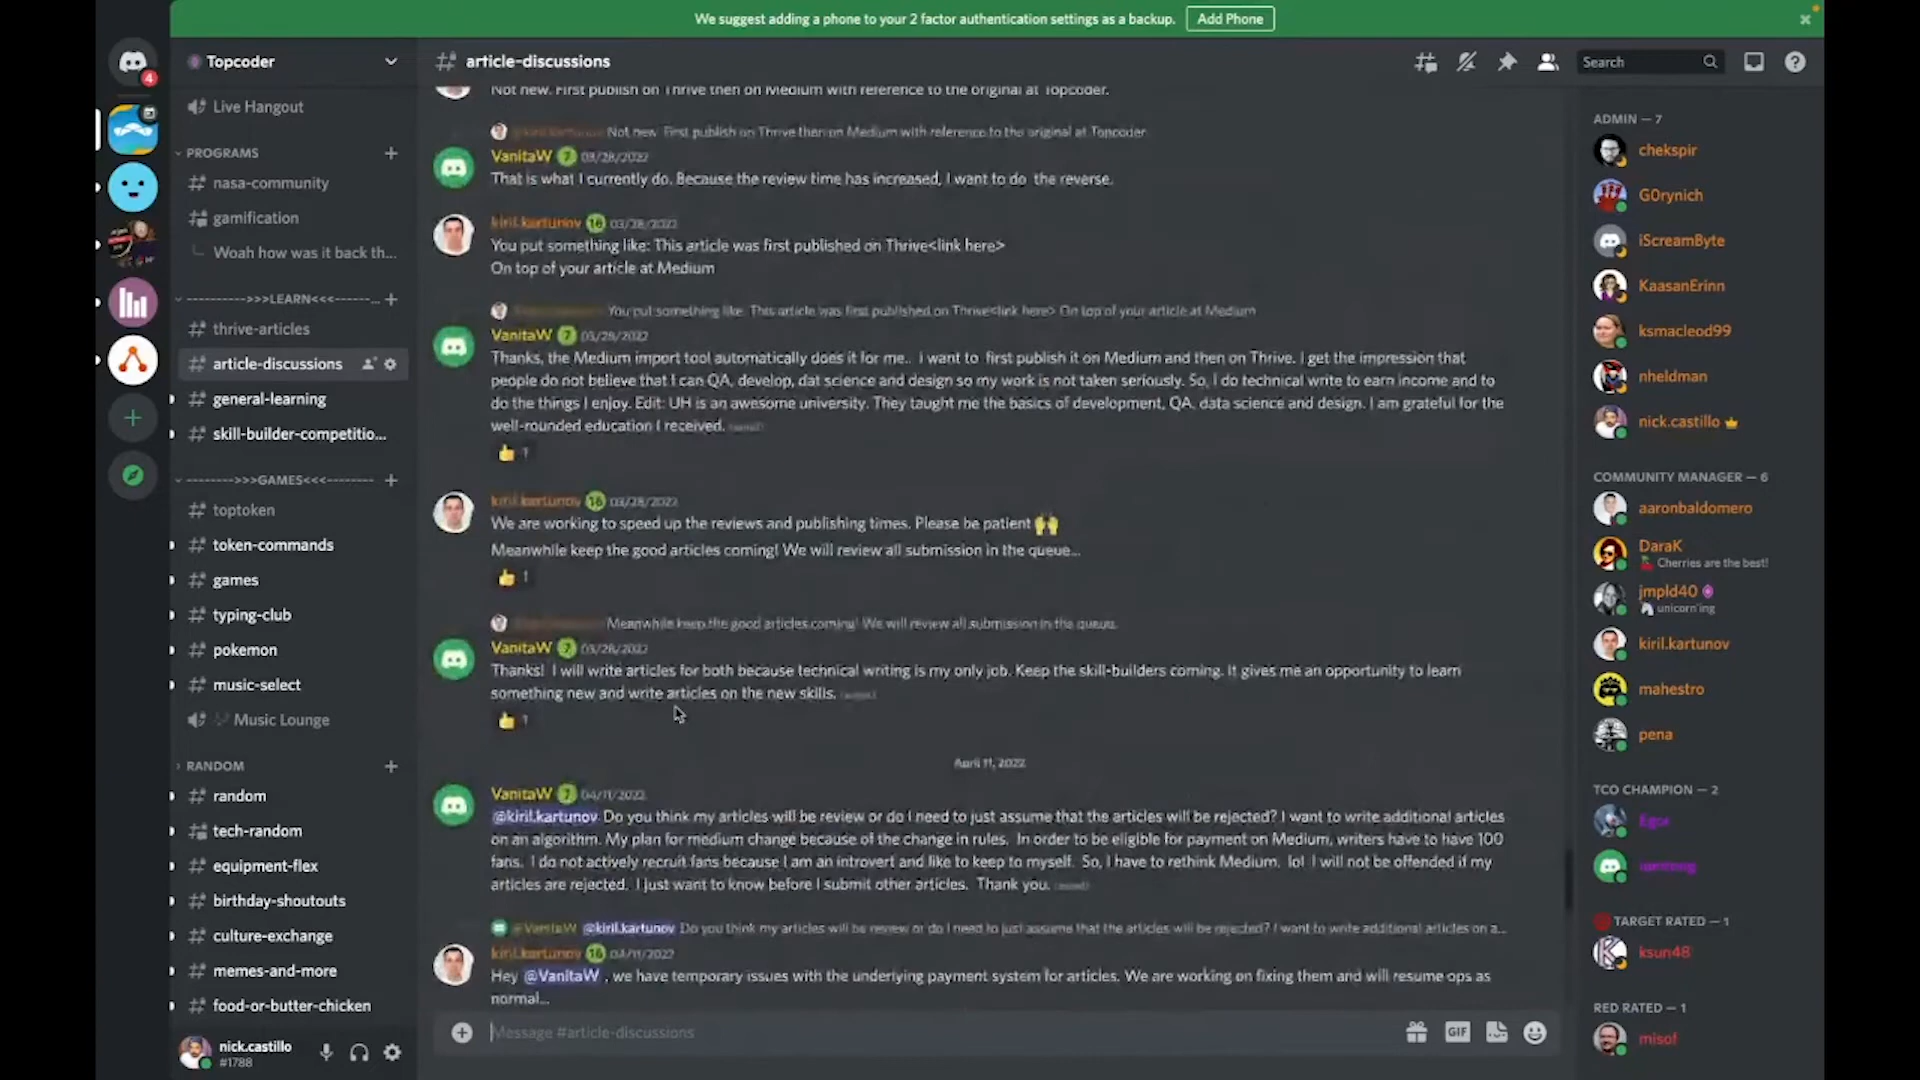 We suggest adding a phone to your 2 factor authentication settings as a backup.
Add Phone
4
Topcoder
article-discussions
Search
Live Hangout
PROGRAMS
nasa-community
gamification
Woah how was it back th...
-----------​>>>LEARN<<<------...
thrive-articles
article-discussions
general-learning
skill-builder-competitio...
--------​>>>GAMES<<<--------
toptoken
token-commands
games
typing-club
pokemon
music-select
Music Lounge
RANDOM
random
tech-random
equipment-flex
birthday-shoutouts
culture-exchange
memes-and-more
food-or-butter-chicken
nick.castillo
#1788
Not new. First publish on Thrive then on Medium with reference to the original at Topcoder.
Not new. First publish on Thrive then on Medium with reference to the original at Topcoder
VanitaW 7 03/28/2022
That is what I currently do. Because the review time has increased, I want to do the reverse.
kiril.kartunov 16 03/28/2022
You put something like: This article was first published on Thrive<link here>
On top of your article at Medium
You put something like: This article was first published on Thrive<link here> On top of your article at Medium
VanitaW 7 03/28/2022
Thanks, the Medium import tool automatically does it for me.. I want to first publish it on Medium and then on Thrive. I get the impression that
people do not believe that I can QA, develop, dat science and design so my work is not taken seriously. So, I do technical write to earn income and to
do the things I enjoy. Edit: UH is an awesome university. They taught me the basics of development, QA, data science and design. I am grateful for the
well-rounded education I received.
1
kiril.kartunov 16 03/28/2022
We are working to speed up the reviews and publishing times. Please be patient
Meanwhile keep the good articles coming! We will review all submission in the queue...
1
Meanwhile keep the good articles coming! We will review all submission in the queue.
VanitaW 7 03/28/2022
Thanks! I will write articles for both because technical writing is my only job. Keep the skill-builders coming. It gives me an opportunity to learn
something new and write articles on the new skills.
1
April 11, 2022
VanitaW 7 04/11/2022
@kiril.kartunov Do you think my articles will be review or do I need to just assume that the articles will be rejected? I want to write additional articles
on an algorithm. My plan for medium change because of the change in rules. In order to be eligible for payment on Medium, writers have to have 100
fans. I do not actively recruit fans because I am an introvert and like to keep to myself. So, I have to rethink Medium. lol I will not be offended if my
articles are rejected. I just want to know before I submit other articles. Thank you.
@VanitaW @kiril.kartunov Do you think my articles will be review or do I need to just assume that the articles will be rejected? I want to write additional articles on a...
kiril.kartunov 16 04/11/2022
Hey @VanitaW , we have temporary issues with the underlying payment system for articles. We are working on fixing them and will resume ops as
normal...
Message #article-discussions
GIF
ADMIN — 7
chekspir
G0rynich
iScreamByte
KaasanErinn
ksmacleod99
nheldman
nick.castillo
COMMUNITY MANAGER — 6
aaronbaldomero
DaraK
Cherries are the best!
jmpld40
unicorn'ing
kiril.kartunov
mahestro
pena
TCO CHAMPION — 2
Egor
TARGET RATED — 1
ksun48
RED RATED — 1
misof